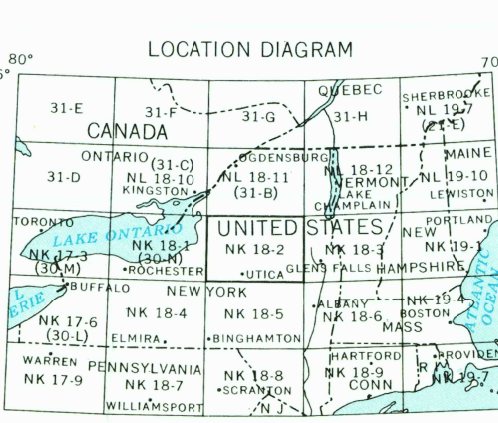 LOCATION DIAGRAM
80°
70
QUEBEC
SHERBROOKE
NL 19-7
(21-E)
31-E
31-F
31-G
31-H
CANADA
ONTARIO
(31-C)
NL 18-10
KINGSTON
31-D
OGDENSBURG
NL 18-11
(31-B)
NL 18-12
VERMONT
LAKE
CHAMPLAIN
MAINE
NL 19-10
LEWISTON
TORONTO
LAKE ONTARIO
NK 17-3
(30-M)
NK 18-1
(30-N)
ROCHESTER
UNITED STATES
NK 18-2
UTICA
NK 18-3
GLENS FALLS
NEW
HAMPSHIRE
PORTLAND
NK 19-1
ATLANTIC
OCEAN
L
ERIE
BUFFALO
NEW YORK
NK 17-6
(30-L)
NK 18-4
ELMIRA
NK 18-5
BINGHAMTON
ALBANY
NK 18-6
NK 19-4
BOSTON
MASS
WARREN
NK 17-9
PENNSYLVANIA
NK 18-7
WILLIAMSPORT
NK 18-8
SCRANTON
N J
HARTFORD
NK 18-9
CONN
R
PROVIDEN
NK 19-7